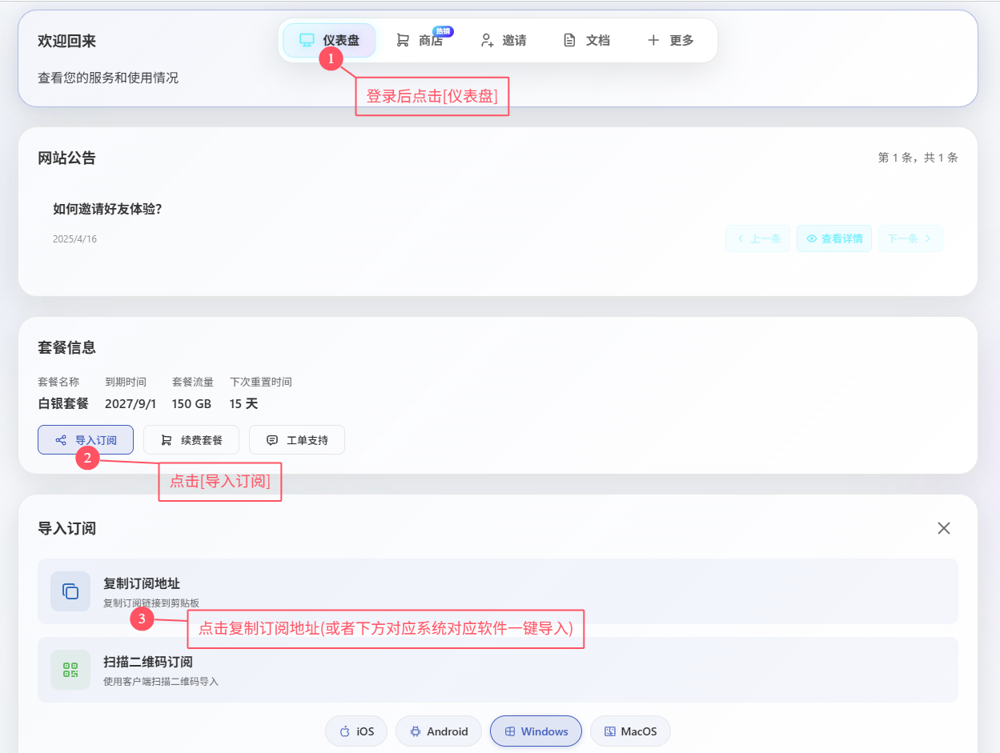 欢迎回来
仪表盘
商店
热销
邀请
文档
更多
1
查看您的服务和使用情况
登录后点击[仪表盘]
网站公告
第 1 条，共 1 条
如何邀请好友体验？
2025/4/16
上一条
查看详情
下一条
套餐信息
套餐名称 到期时间 套餐流量 下次重置时间
白银套餐 2027/9/1 150 GB 15 天
导入订阅 续费套餐 工单支持
2
点击[导入订阅]
导入订阅
复制订阅地址
复制订阅链接到剪贴板
3
点击复制订阅地址(或者下方对应系统对应软件一键导入)
扫描二维码订阅
使用客户端扫描二维码导入
iOS Android Windows MacOS